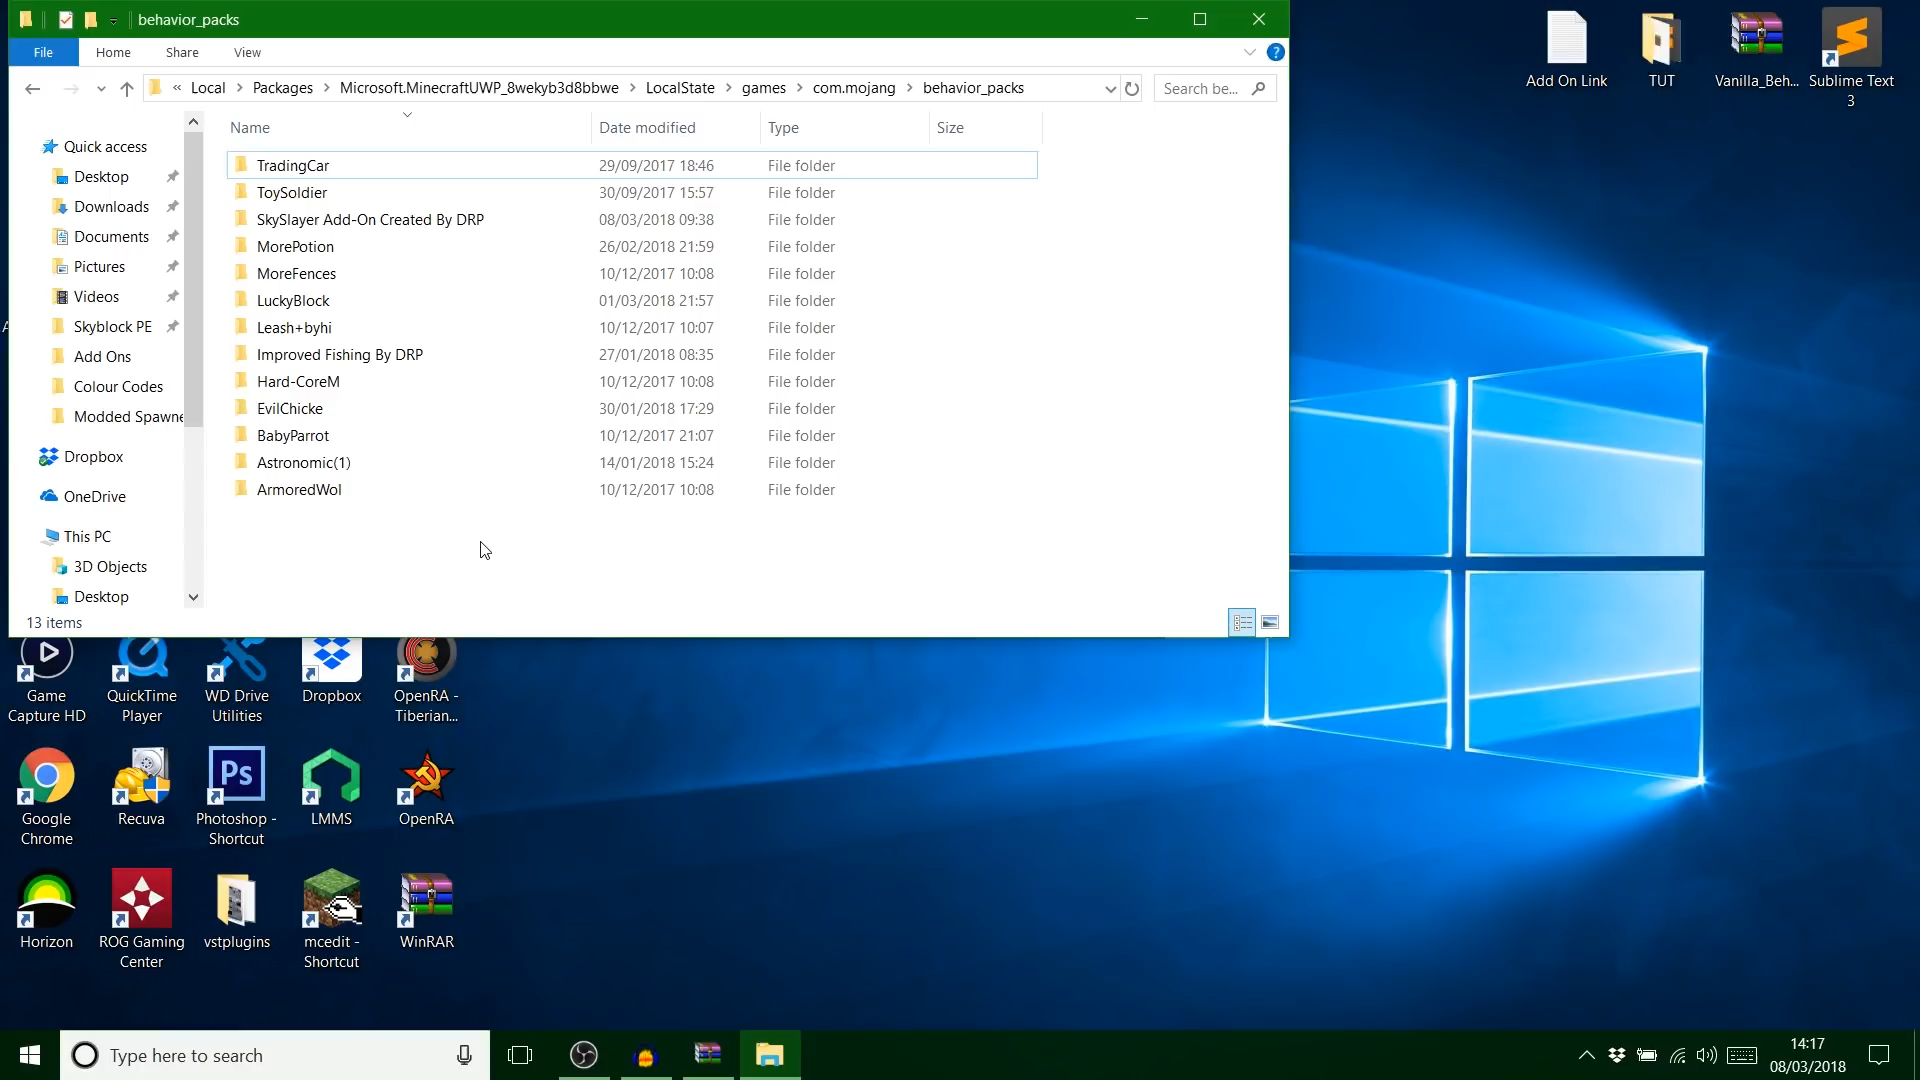 behavior_packs
File Home Share View
« Local > Packages > Microsoft.MinecraftUWP_8wekyb3d8bbwe > LocalState > games > com.mojang > behavior_packs
Search be...
Name Date modified Type Size
Quick access
Desktop
Downloads
Documents
Pictures
Videos
Skyblock PE
Add Ons
Colour Codes
Modded Spawne
Dropbox
OneDrive
This PC
3D Objects
Desktop
TradingCar 29/09/2017 18:46 File folder
ToySoldier 30/09/2017 15:57 File folder
SkySlayer Add-On Created By DRP 08/03/2018 09:38 File folder
MorePotion 26/02/2018 21:59 File folder
MoreFences 10/12/2017 10:08 File folder
LuckyBlock 01/03/2018 21:57 File folder
Leash+byhi 10/12/2017 10:07 File folder
Improved Fishing By DRP 27/01/2018 08:35 File folder
Hard-CoreM 10/12/2017 10:08 File folder
EvilChicke 30/01/2018 17:29 File folder
BabyParrot 10/12/2017 21:07 File folder
Astronomic(1) 14/01/2018 15:24 File folder
ArmoredWol 10/12/2017 10:08 File folder
13 items
Add On Link
TUT
Vanilla_Beh...
Sublime Text
3
Game
Capture HD
QuickTime
Player
WD Drive
Utilities
Dropbox
OpenRA -
Tiberian...
Google
Chrome
Recuva
Ps
Photoshop -
Shortcut
LMMS
OpenRA
Horizon
ROG Gaming
Center
vstplugins
mcedit -
Shortcut
WinRAR
Type here to search
14:17
08/03/2018